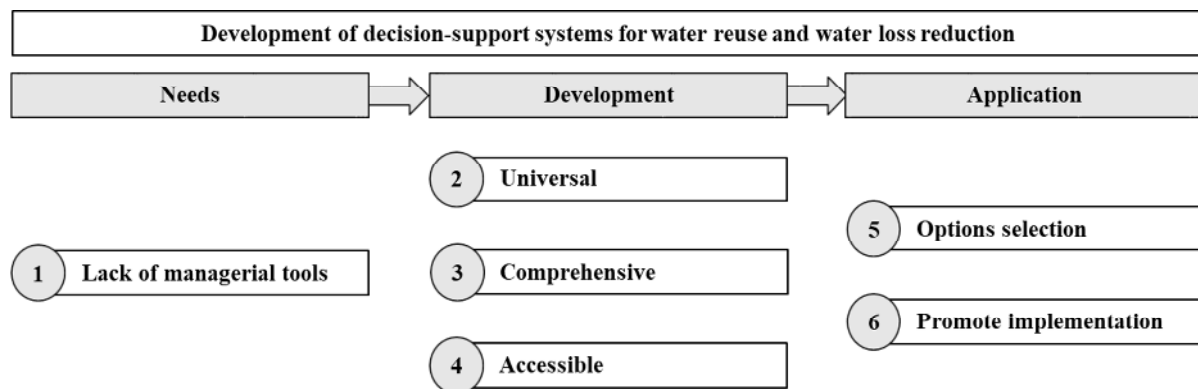 Development of decision-support systems for water reuse and water loss reduction
Needs
Development
Application
1 Lack of managerial tools
2 Universal
3 Comprehensive
4 Accessible
5 Options selection
6 Promote implementation